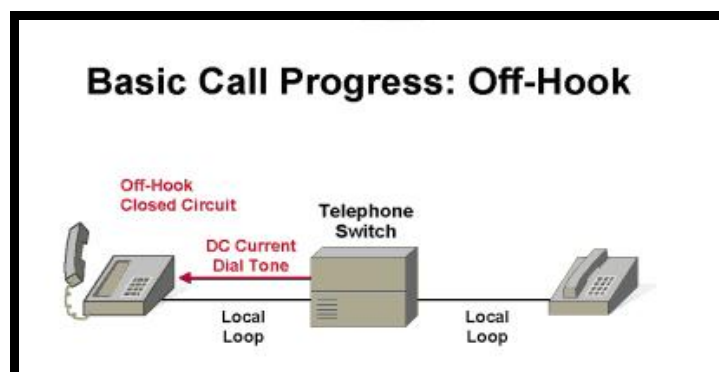 Basic Call Progress: Off-Hook
Off-Hook
Closed Circuit
Telephone
Switch
DC Current
Dial Tone
Local
Loop
Local
Loop